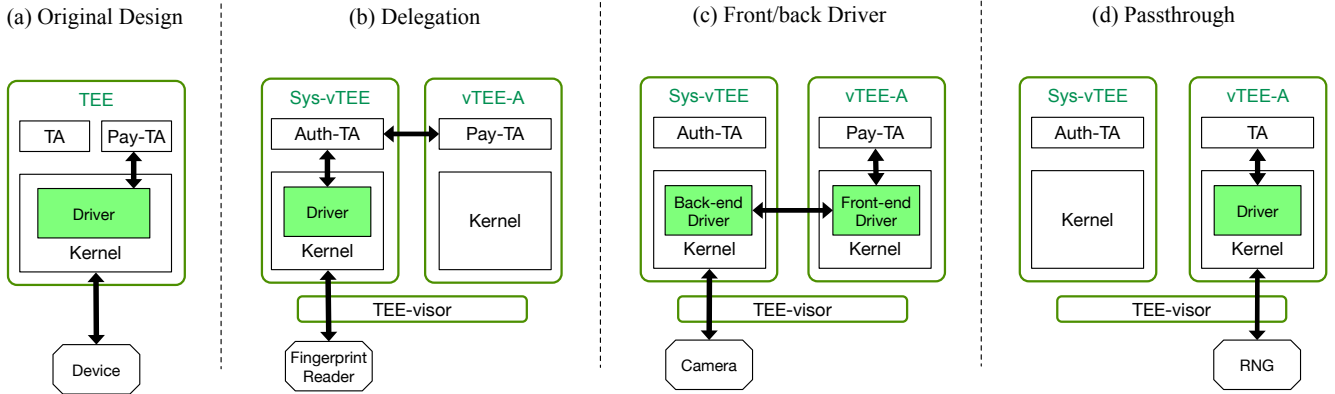 (a) Original Design
TEE
TA
Pay-TA
Driver
Kernel
Device
(b) Delegation
Sys-vTEE
vTEE-A
Auth-TA
Pay-TA
Driver
Kernel
Kernel
TEE-visor
Fingerprint
Reader
(c) Front/back Driver
Sys-vTEE
vTEE-A
Auth-TA
Pay-TA
Back-end
Driver
Front-end
Driver
Kernel
Kernel
TEE-visor
Camera
(d) Passthrough
Sys-vTEE
vTEE-A
Auth-TA
TA
Kernel
Driver
Kernel
TEE-visor
RNG